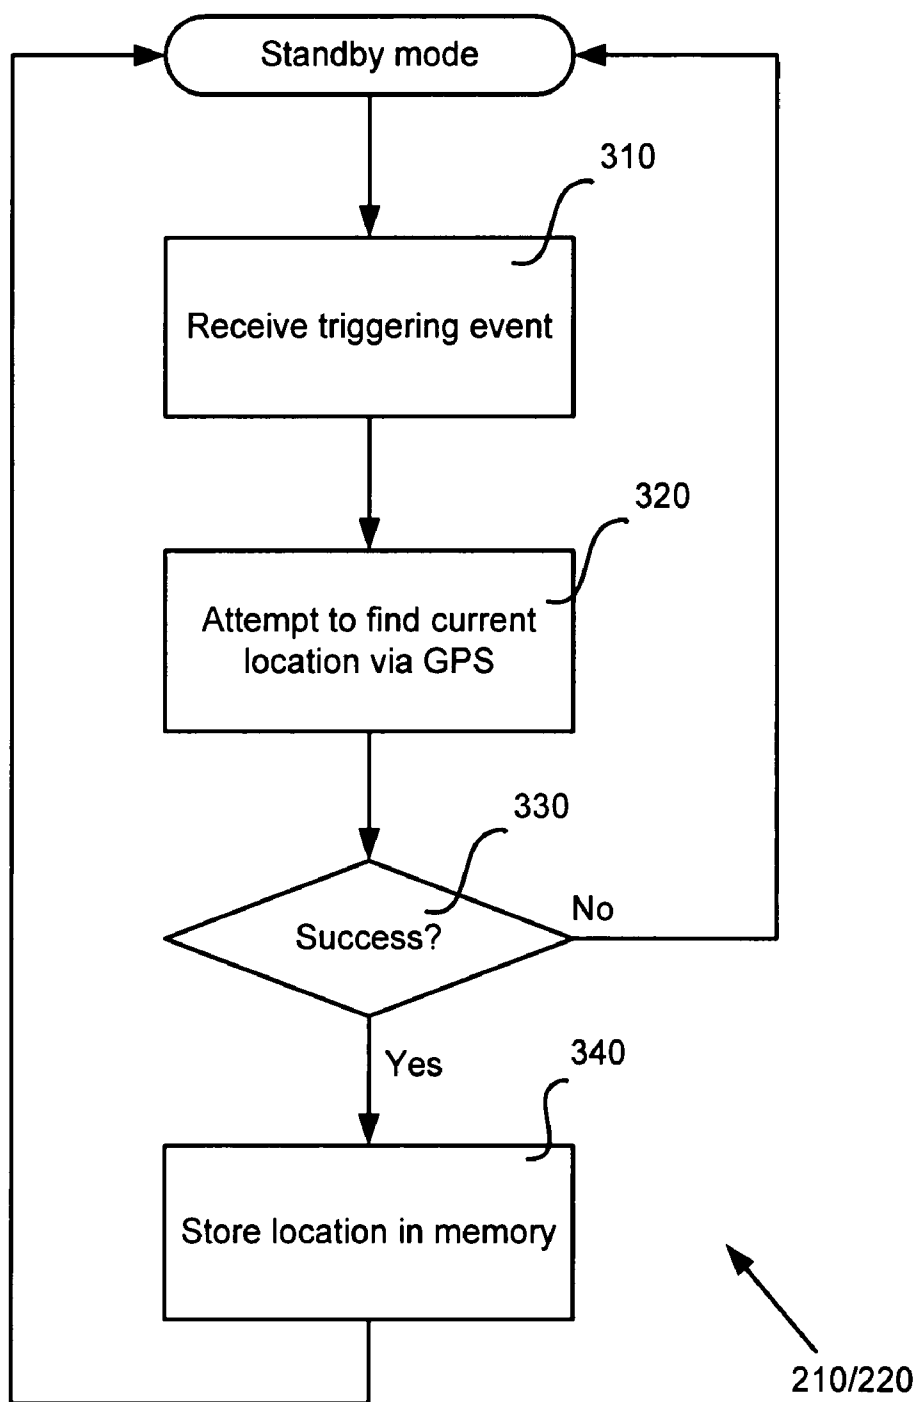 Standby mode
310
Receive triggering event
320
Attempt to find current
location via GPS
330
Success?
No
Yes
340
Store location in memory
210/220